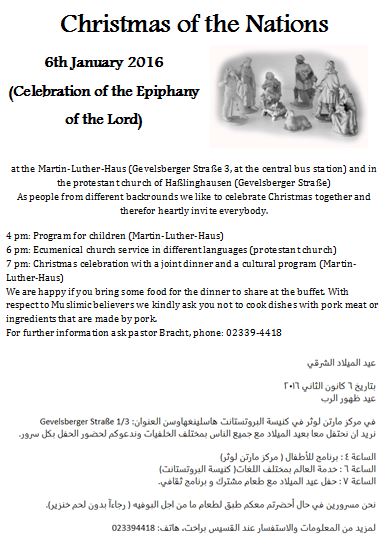 Christmas of the Nations
6th January 2016
(Celebration of the Epiphany
of the Lord)
at the Martin-Luther-Haus (Gevelsberger Straße 3, at the central bus station) and in
the protestant church of Haßlinghausen (Gevelsberger Straße)
As people from different backrounds we like to celebrate Christmas together and
therefor heartly invite everybody.
4 pm: Program for children (Martin-Luther-Haus)
6 pm: Ecumenical church service in different languages (protestant church)
7 pm: Christmas celebration with a joint dinner and a cultural program (Martin-
Luther-Haus)
We are happy if you bring some food for the dinner to share at the buffet. With
respect to Muslimic believers we kindly ask you not to cook dishes with pork meat or
ingredients that are made by pork.
For further information ask pastor Bracht, phone: 02339-4418
عيد الميلاد الشرقي
بتاريخ ٦ كانون الثاني ٢٠١٦
عيد ظهور الرب
في مركز مارتن لوثر في كنيسة البروتستانت هاسلينغهاوسن العنوان: Gevelsberger Straße 1/3
نريد ان نحتفل معا بعيد الميلاد مع جميع الناس بمختلف الخلفيات وندعوكم لحضور الحفل بكل سرور.
الساعة ٤ : برنامج للأطفال ( مركز مارتن لوثر)
الساعة ٦ : خدمة العالم بمختلف اللغات( كنيسة البروتستانت)
الساعة ٧ : حفل عيد الميلاد مع طعام مشترك و برنامج ثقافي.
نحن مسرورين في حال أحضرتم معكم طبق لطعام ما من اجل البوفيه ( رجاءآ بدون لحم خنزير).
لمزيد من المعلومات والاستفسار عند القسيس براخت، هاتف: 023394418